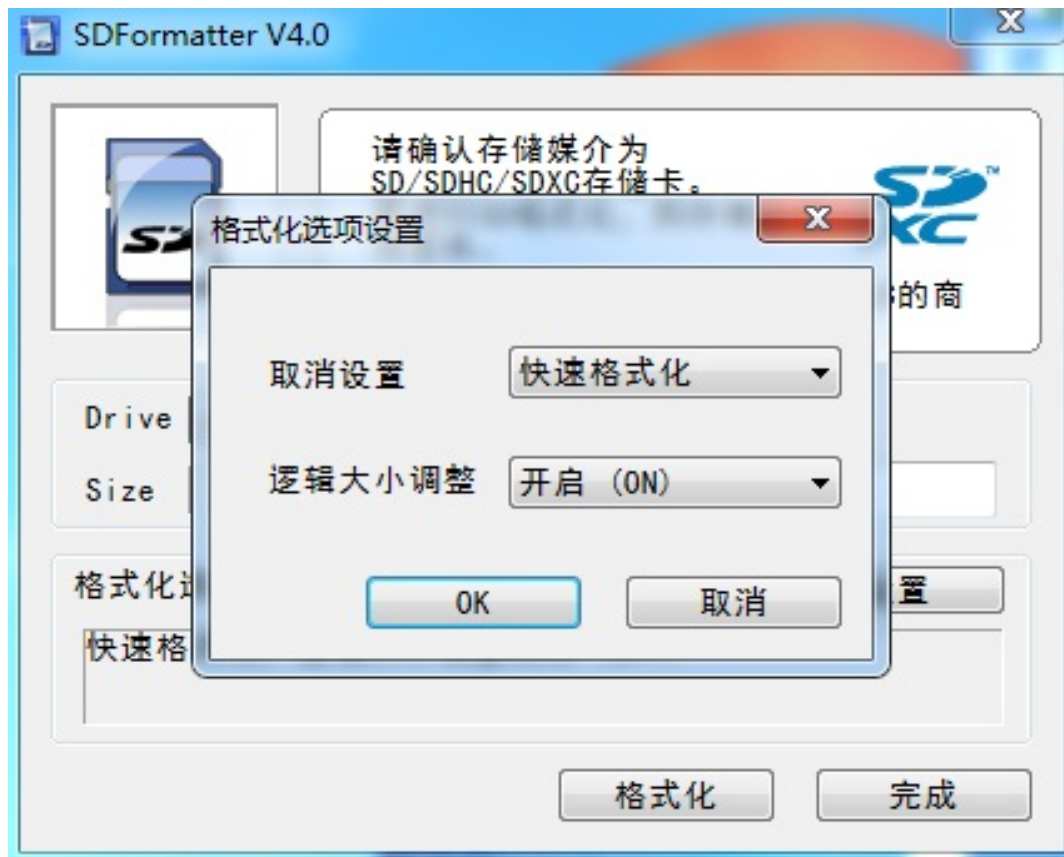 SDFormatter V4.0
请确认存储媒介为
SD/SDHC/SDXC存储卡。
SD
XC
™
的商
格式化选项设置
取消设置
快速格式化
逻辑大小调整
开启 (ON)
OK
取消
Drive
Size
格式化
置
快速格
格式化
完成